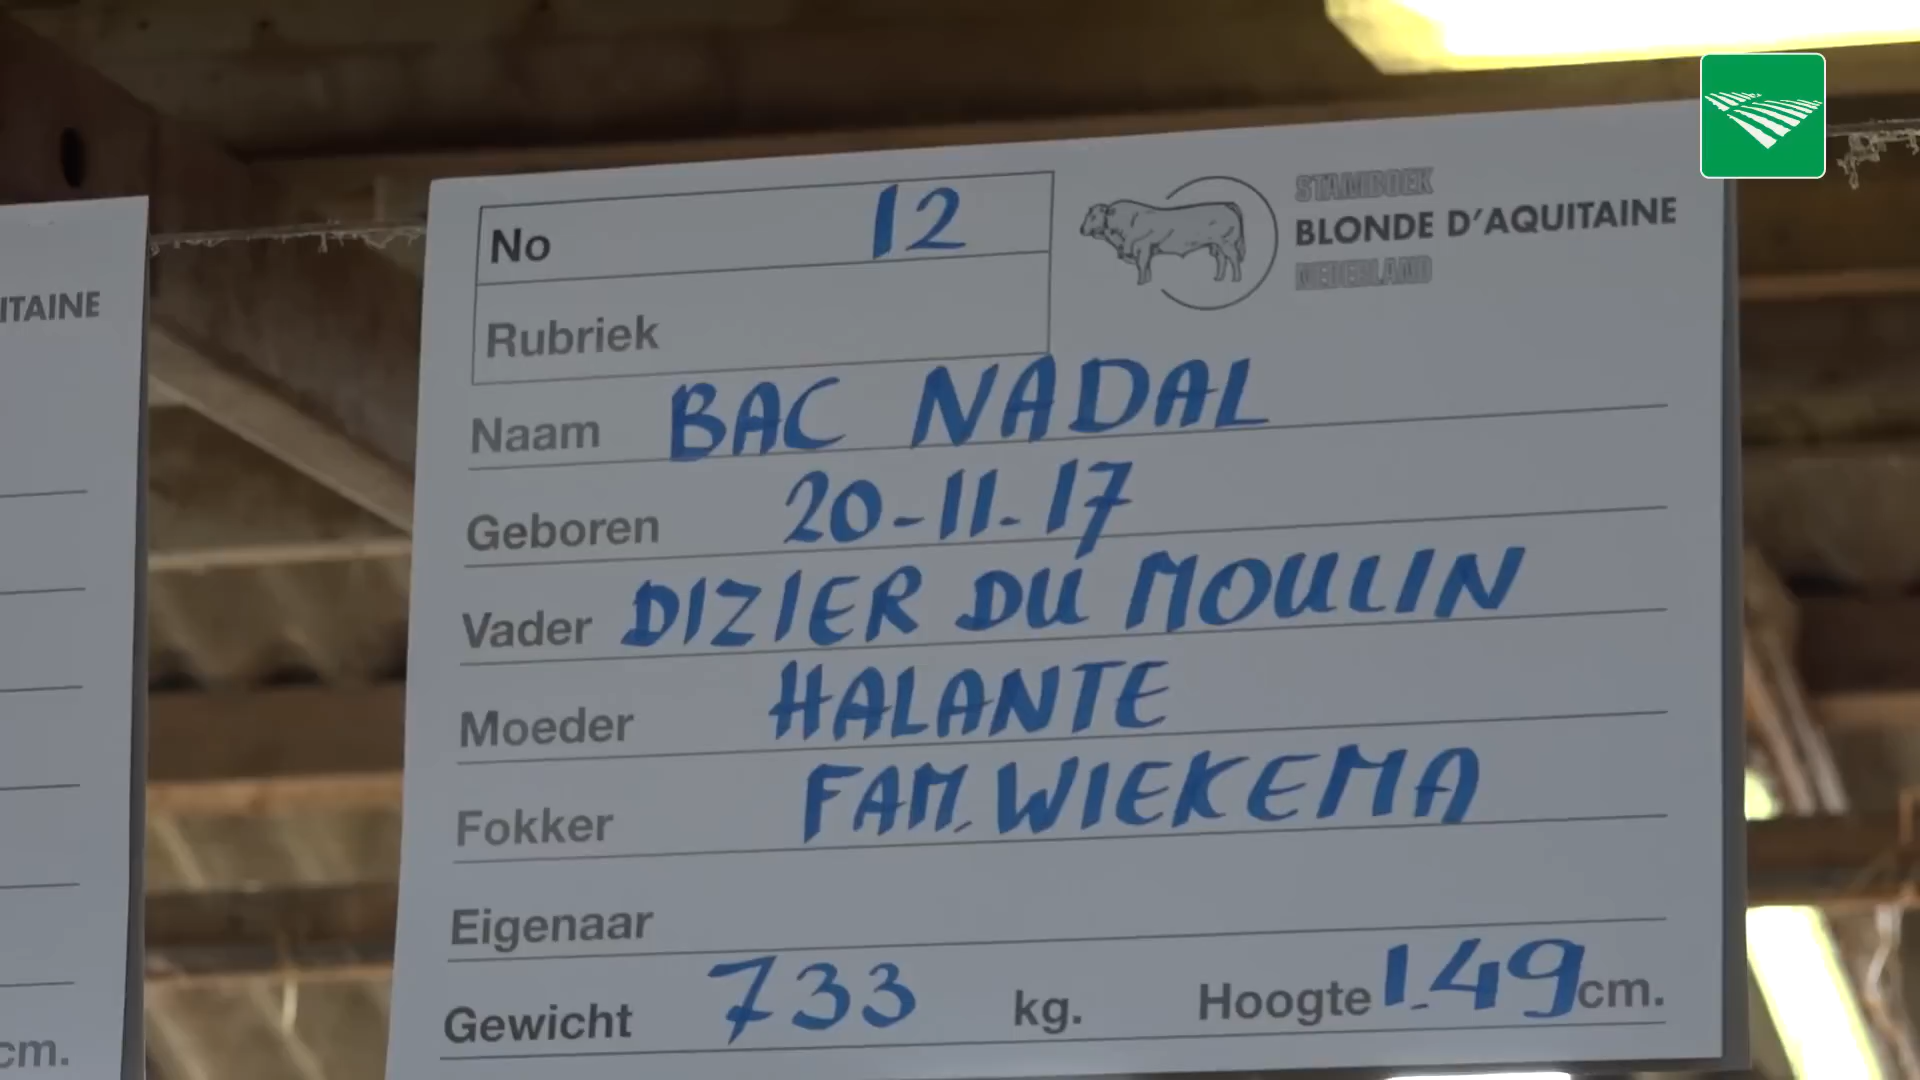 ITAINE
cm.
No 12
Rubriek
STAMBOEK
BLONDE D'AQUITAINE
NEDERLAND
Naam BAC NADAL
Geboren 20-11-17
Vader DIZIER DU MOULIN
Moeder HALANTE
Fokker FAM. WIEKEMA
Eigenaar
Gewicht 733 kg. Hoogte 1.49 cm.